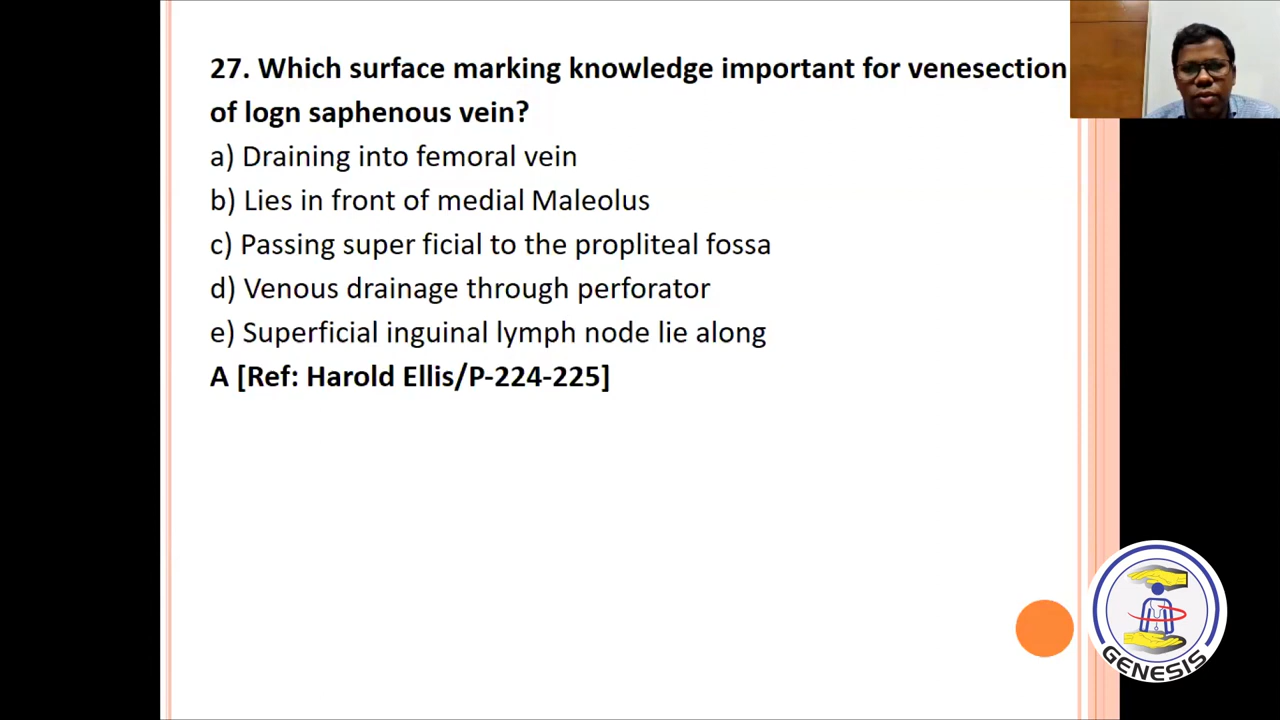 27. Which surface marking knowledge important for venesection
of logn saphenous vein?
a) Draining into femoral vein
b) Lies in front of medial Maleolus
c) Passing super ficial to the propliteal fossa
d) Venous drainage through perforator
e) Superficial inguinal lymph node lie along
A [Ref: Harold Ellis/P-224-225]
GENESIS